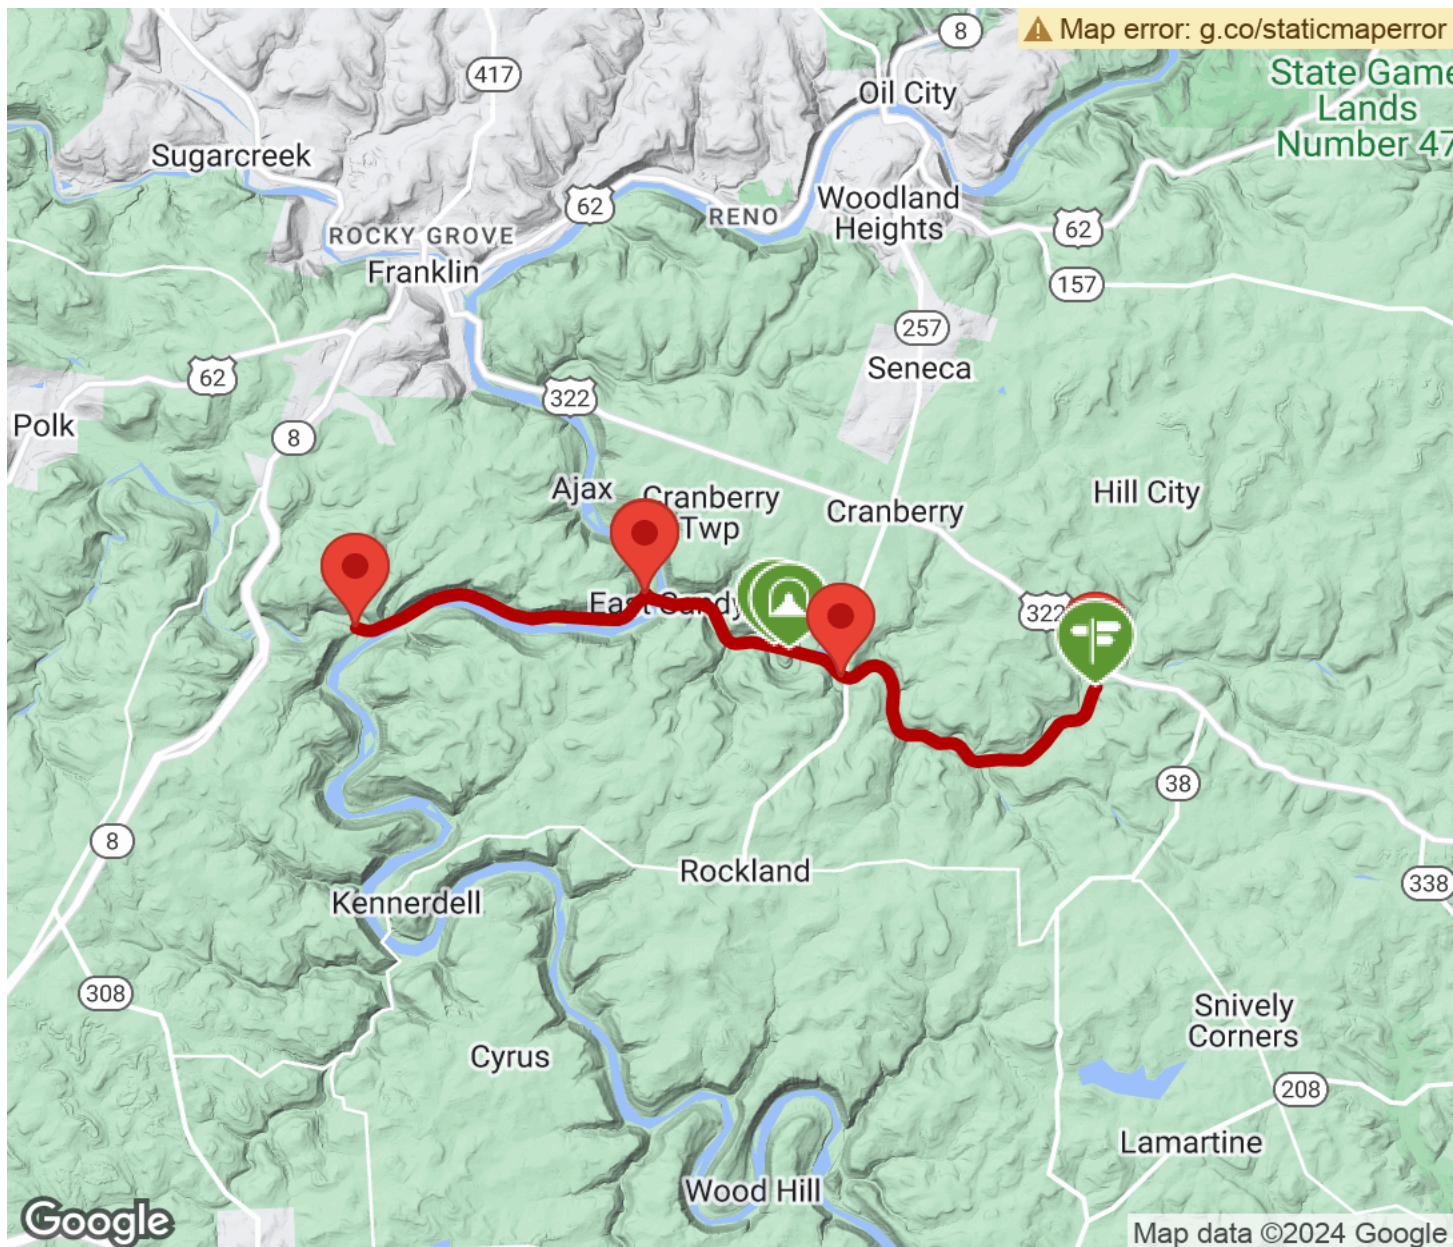 8
Map error: g.co/staticmaperror
417
State Game
Lands
Number 47
Oil City
Sugarcreek
62
Woodland
Heights
RENO
62
ROCKY GROVE
Franklin
157
257
Seneca
62
322
Polk
8
Ajax
Cranberry
Twp
Cranberry
Hill City
East Sandy
322
38
8
Rockland
338
Kennerdell
308
Snively
Corners
Cyrus
208
Lamartine
Wood Hill
Google
Map data ©2024 Google